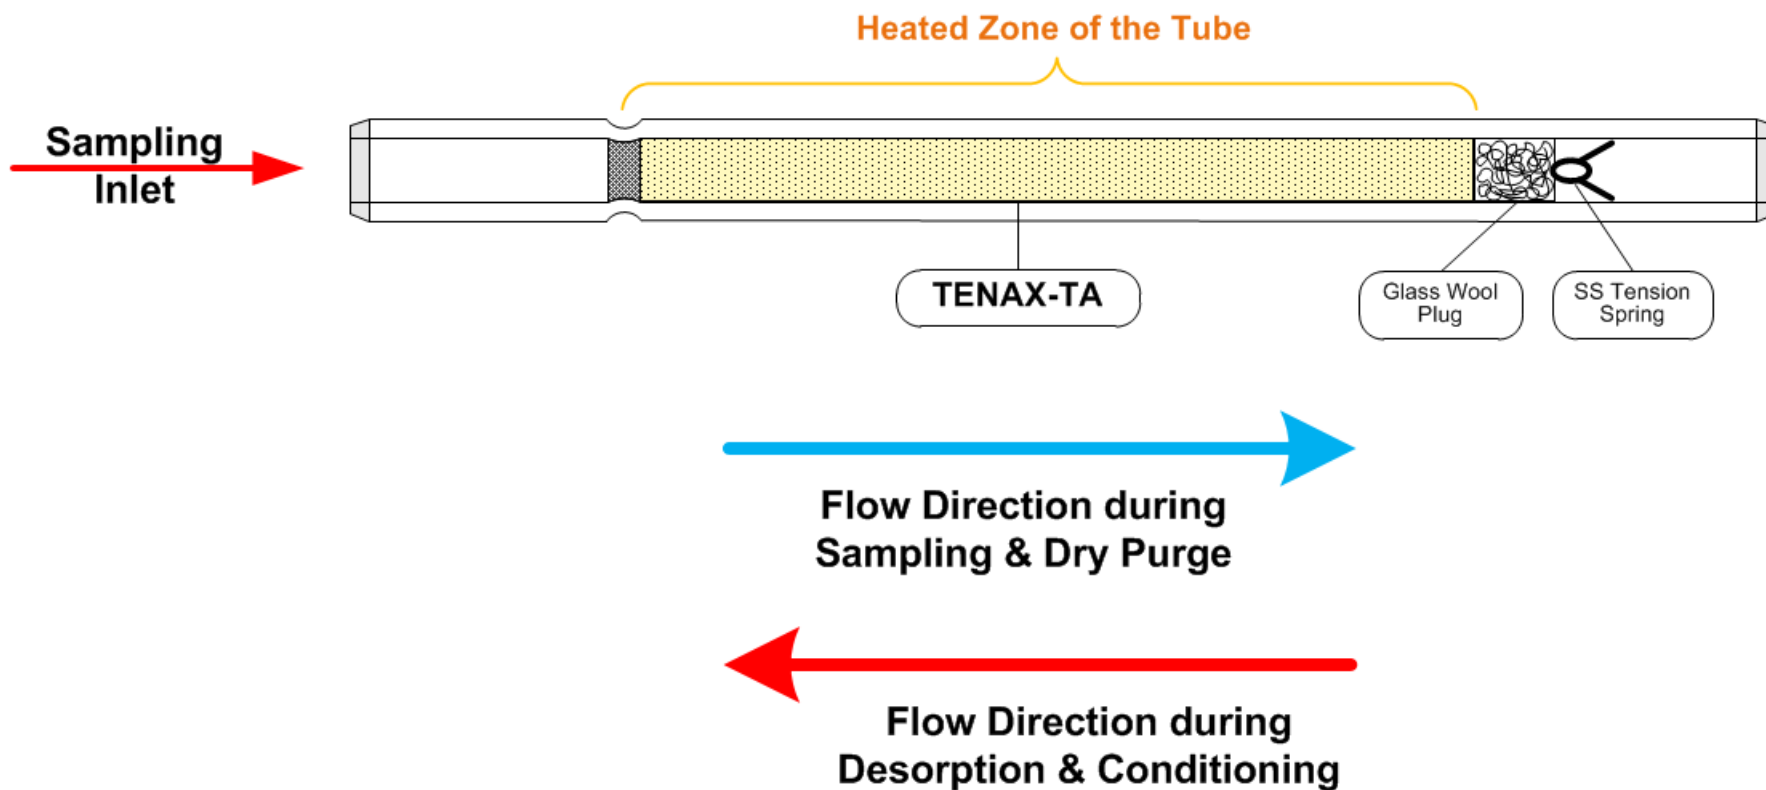 Heated Zone of the Tube
Sampling
Inlet
TENAX-TA
Glass Wool
Plug
SS Tension
Spring
Flow Direction during
Sampling & Dry Purge
Flow Direction during
Desorption & Conditioning